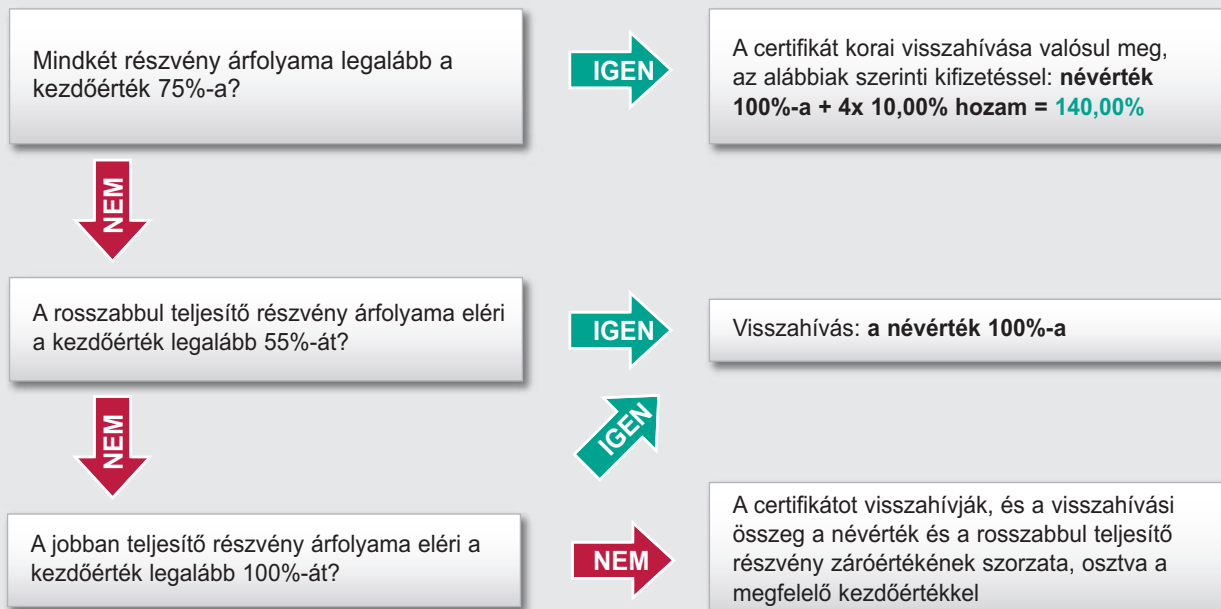 Mindkét részvény árfolyama legalább a
kezdőérték 75%-a?
IGEN
A certifikát korai visszahívása valósul meg,
az alábbiak szerinti kifizetéssel: névérték
100%-a + 4x 10,00% hozam = 140,00%
NEM
A rosszabbul teljesítő részvény árfolyama eléri
a kezdőérték legalább 55%-át?
IGEN
Visszahívás: a névérték 100%-a
NEM
IGEN
A jobban teljesítő részvény árfolyama eléri a
kezdőérték legalább 100%-át?
NEM
A certifikátot visszahívják, és a visszahívási
összeg a névérték és a rosszabbul teljesítő
részvény záróértékének szorzata, osztva a
megfelelő kezdőértékkel